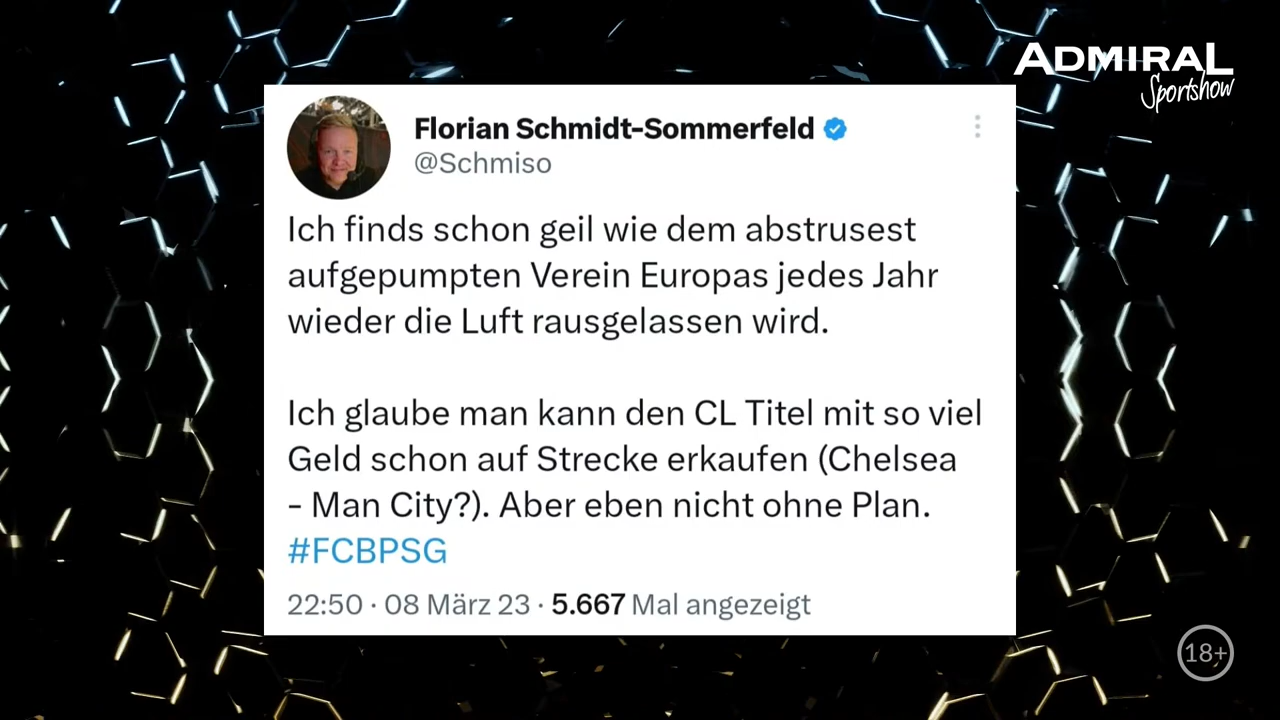 ADMIRAL
Sportshow
Florian Schmidt-Sommerfeld
@Schmiso
Ich finds schon geil wie dem abstrusest
aufgepumpten Verein Europas jedes Jahr
wieder die Luft rausgelassen wird.
Ich glaube man kann den CL Titel mit so viel
Geld schon auf Strecke erkaufen (Chelsea
- Man City?). Aber eben nicht ohne Plan.
#FCBPSG
22:50 · 08 März 23 · 5.667 Mal angezeigt
18+